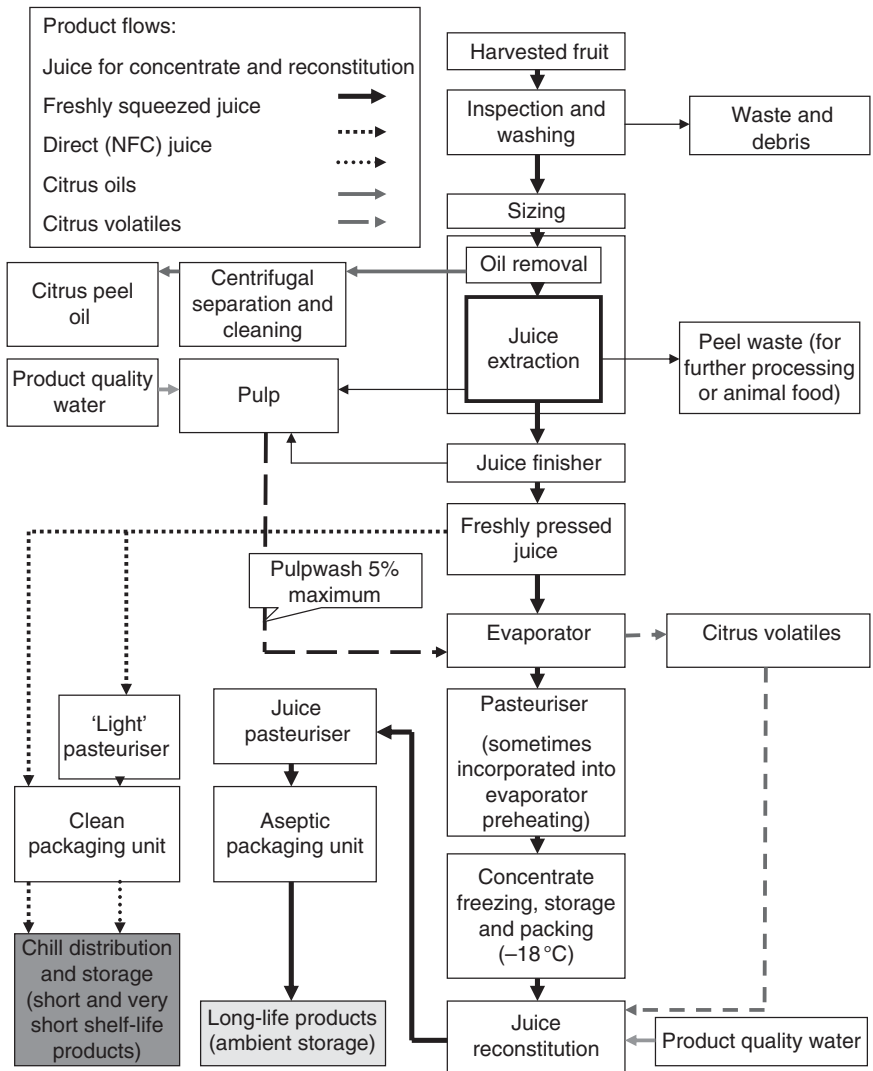 Product flows:
Juice for concentrate and reconstitution
Freshly squeezed juice
Direct (NFC) juice
Citrus oils
Citrus volatiles
Harvested fruit
Inspection and
washing
Waste and
debris
Sizing
Oil removal
Centrifugal
separation and
cleaning
Citrus peel
oil
Juice
extraction
Peel waste (for
further processing
or animal food)
Product quality
water
Pulp
Juice finisher
Freshly pressed
juice
Pulpwash 5%
maximum
Evaporator
Citrus volatiles
Pasteuriser
(sometimes
incorporated into
evaporator
preheating)
Juice
pasteuriser
'Light'
pasteuriser
Clean
packaging unit
Aseptic
packaging unit
Concentrate
freezing, storage
and packing
(–18 °C)
Chill distribution
and storage
(short and very
short shelf-life
products)
Long-life products
(ambient storage)
Juice
reconstitution
Product quality water